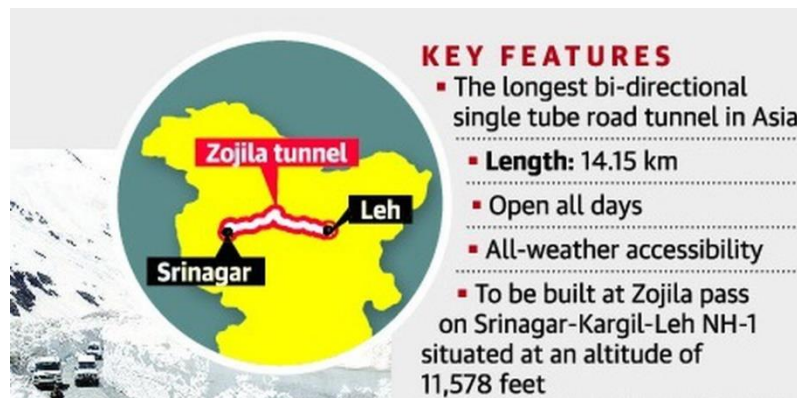 KEY FEATURES
▪ The longest bi-directional
single tube road tunnel in Asia
▪ Length: 14.15 km
▪ Open all days
▪ All-weather accessibility
▪ To be built at Zojila pass
on Srinagar-Kargil-Leh NH-1
situated at an altitude of
11,578 feet
Zojila tunnel
Leh
Srinagar